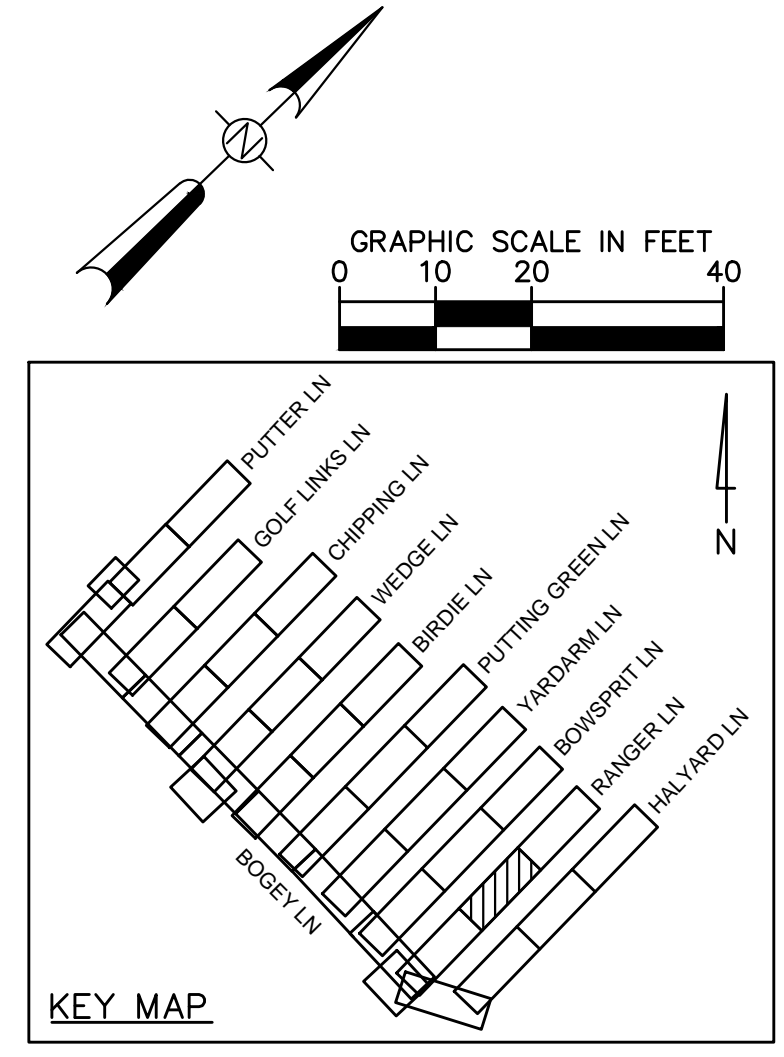 N
GRAPHIC SCALE IN FEET
0 10 20 40
PUTTER LN
GOLF LINKS LN
CHIPPING LN
WEDGE LN
BIRDIE LN
PUTTING GREEN LN
YARDARM LN
BOWSPRIT LN
RANGER LN
HALYARD LN
N
BOGEY LN
KEY MAP